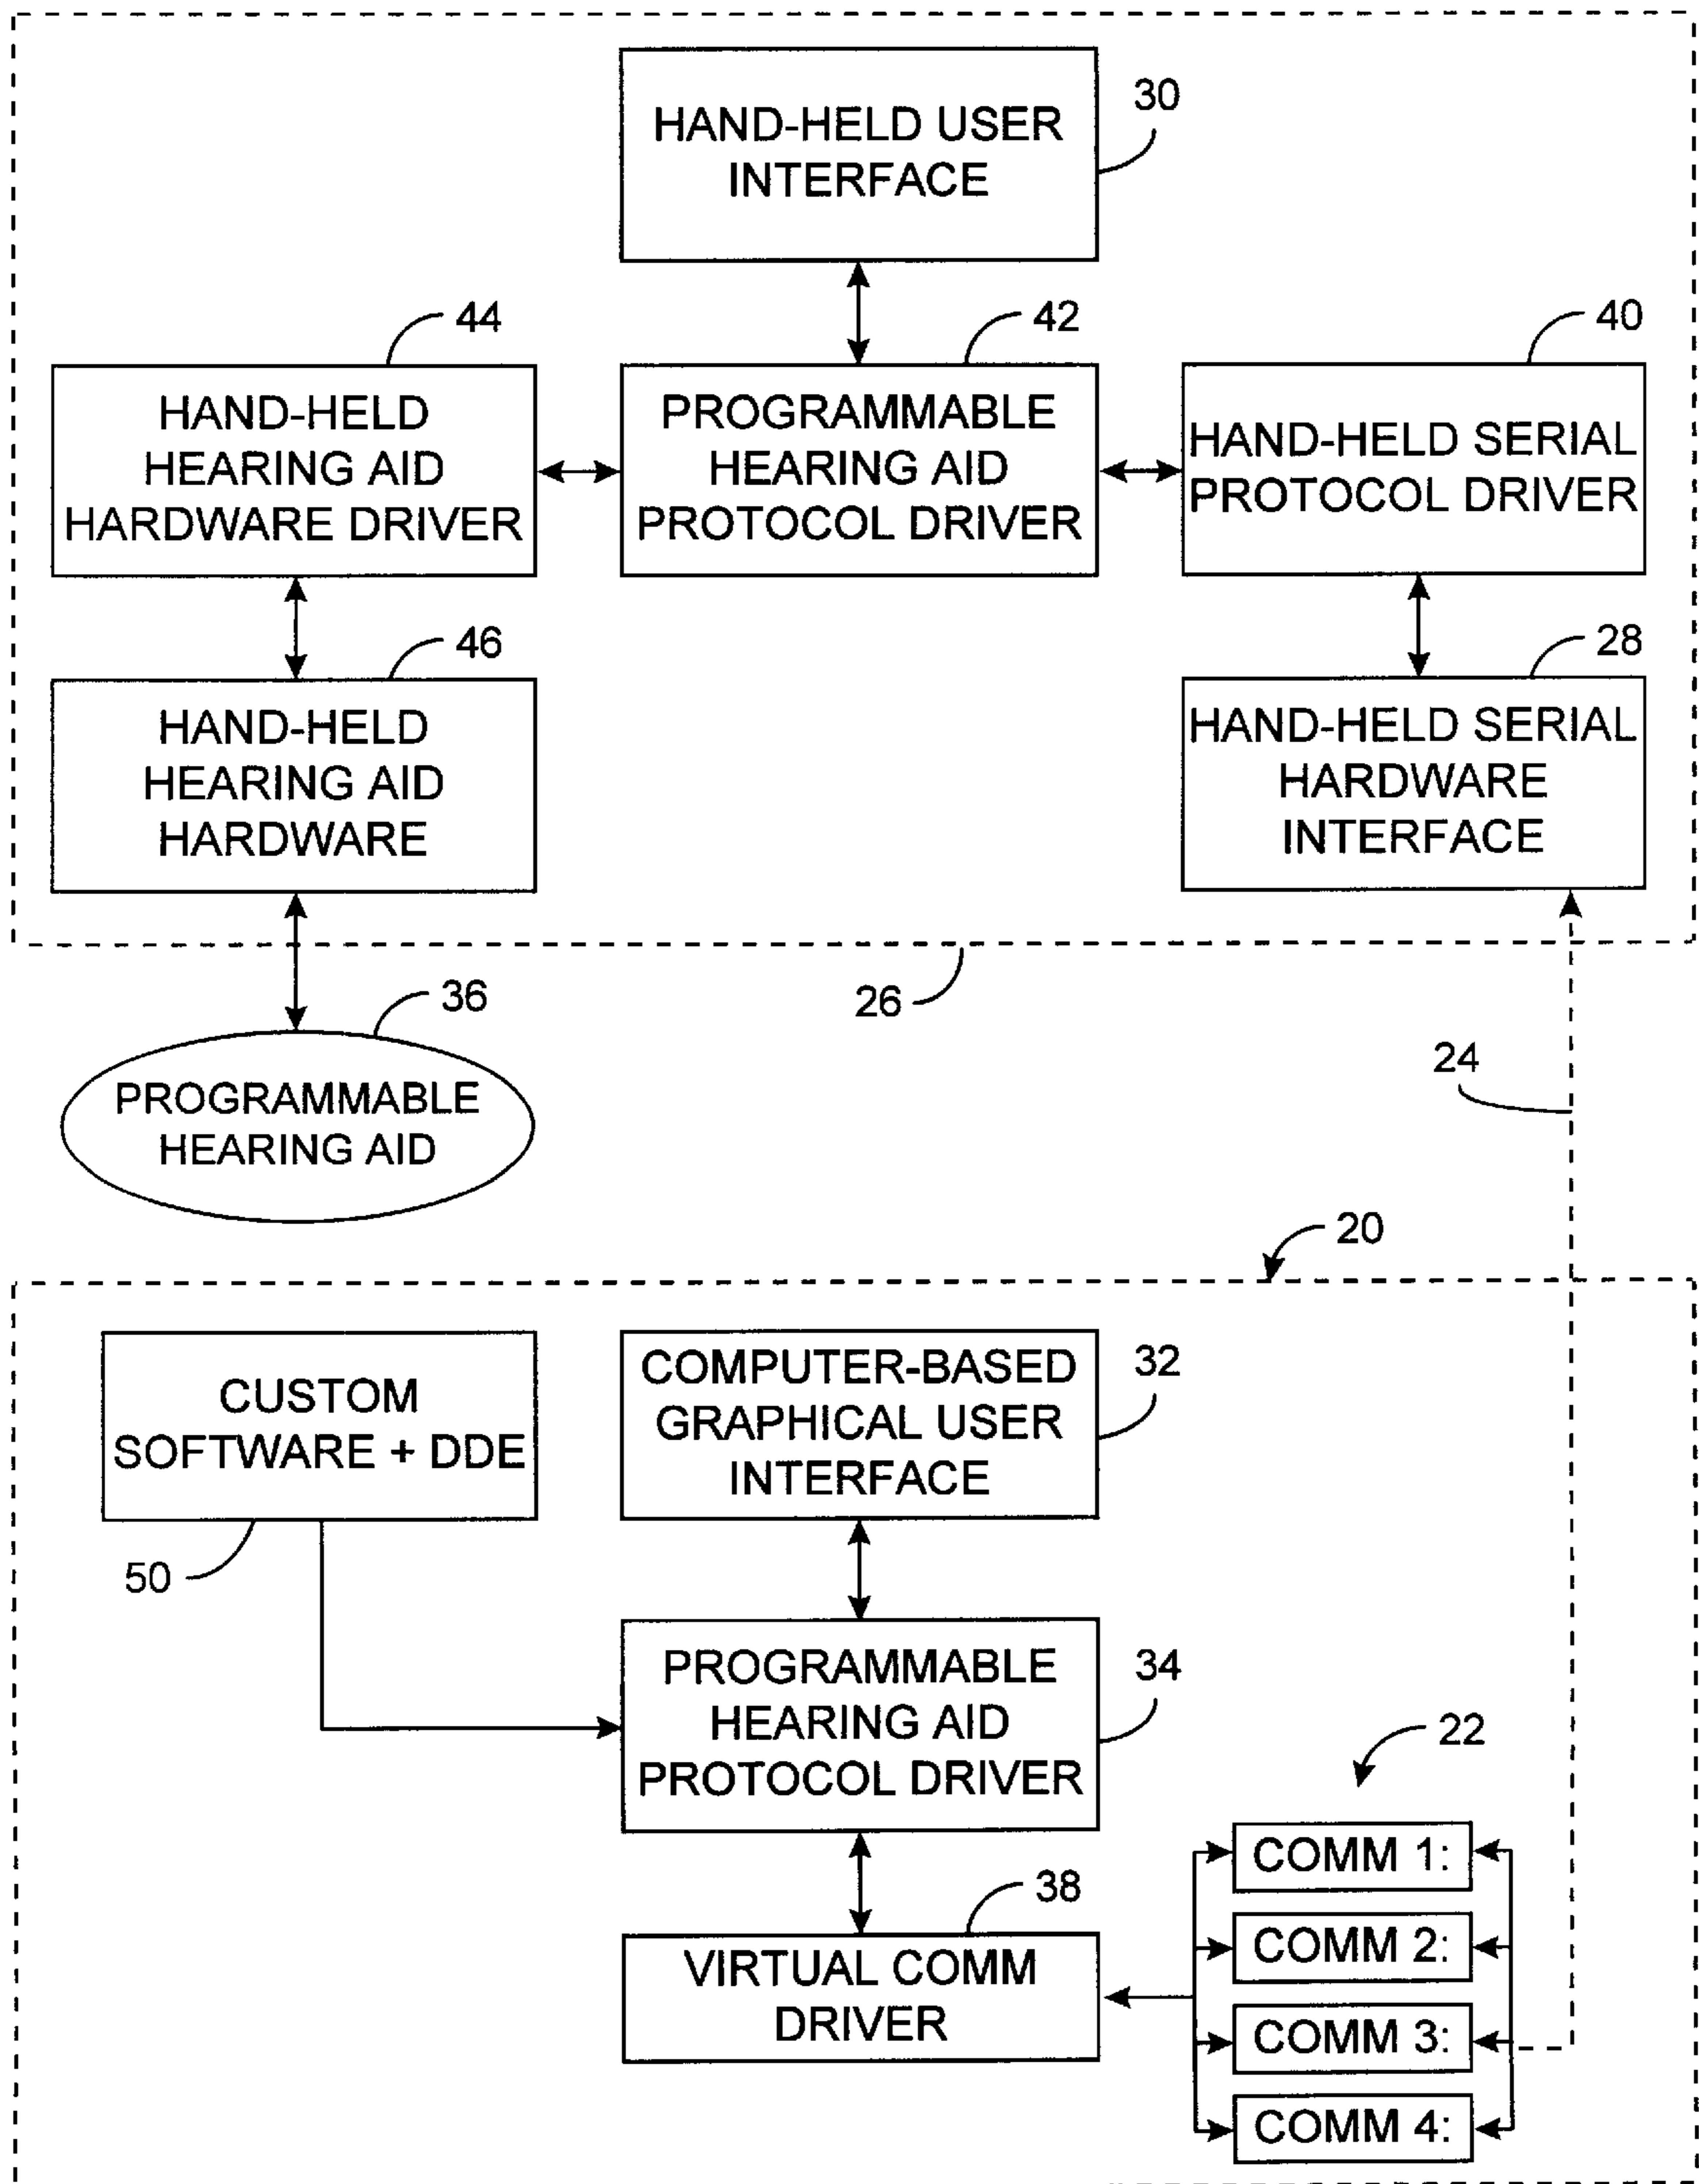 30
HAND-HELD USER
INTERFACE
44
42
40
HAND-HELD
HEARING AID
HARDWARE DRIVER
PROGRAMMABLE
HEARING AID
PROTOCOL DRIVER
HAND-HELD SERIAL
PROTOCOL DRIVER
46
28
HAND-HELD
HEARING AID
HARDWARE
HAND-HELD SERIAL
HARDWARE
INTERFACE
36
26
24
PROGRAMMABLE
HEARING AID
20
CUSTOM
SOFTWARE + DDE
50
COMPUTER-BASED
GRAPHICAL USER
INTERFACE
32
PROGRAMMABLE
HEARING AID
PROTOCOL DRIVER
34
22
38
VIRTUAL COMM
DRIVER
COMM 1:
COMM 2:
COMM 3:
COMM 4: